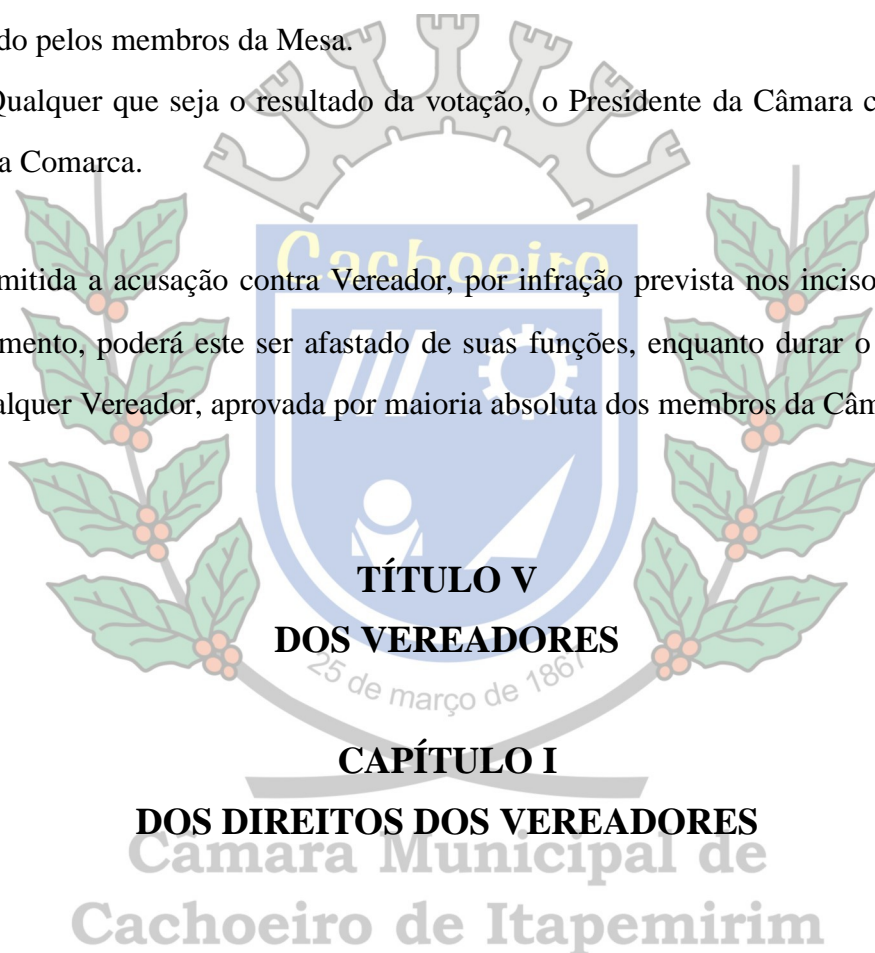 do pelos membros da Mesa.
Qualquer que seja o resultado da votação, o Presidente da Câmara c
a Comarca.
Cachoeiro
mitida a acusação contra Vereador, por infração prevista nos inciso
mento, poderá este ser afastado de suas funções, enquanto durar o
alquer Vereador, aprovada por maioria absoluta dos membros da Câm
TÍTULO V
DOS VEREADORES
25 de março de 1867
CAPÍTULO I
DOS DIREITOS DOS VEREADORES
Câmara Municipal de
Cachoeiro de Itapemirim